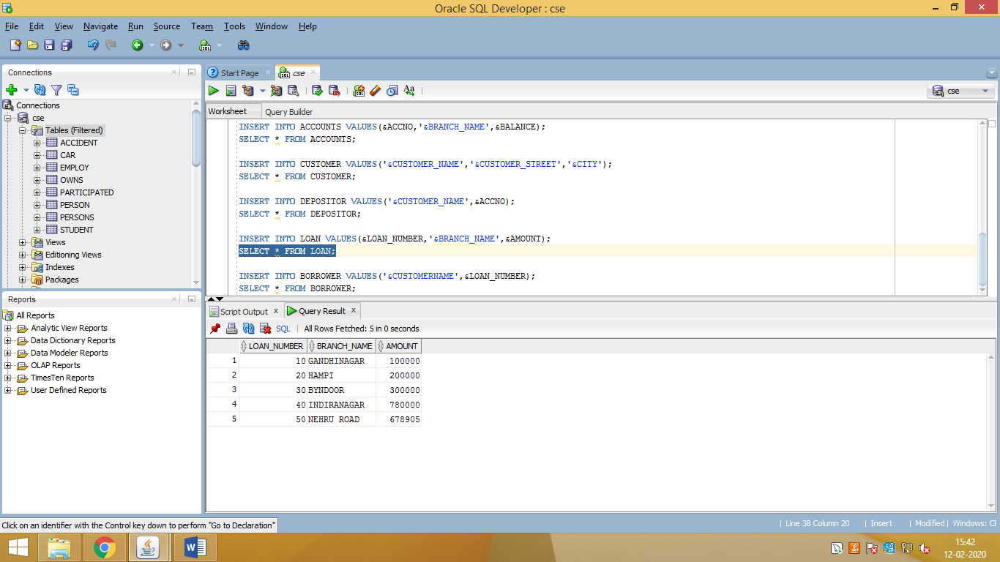 Oracle SQL Developer : cse
File Edit View Navigate Run Source Team Tools Window Help
Connections
Connections
cse
Tables (Filtered)
ACCIDENT
CAR
EMPLOY
OWNS
PARTICIPATED
PERSON
PERSONS
STUDENT
Views
Editioning Views
Indexes
Packages
Reports
All Reports
Analytic View Reports
Data Dictionary Reports
Data Modeler Reports
OLAP Reports
TimesTen Reports
User Defined Reports
Start Page cse
cse
Worksheet Query Builder
INSERT INTO ACCOUNTS VALUES(&ACCNO,'&BRANCH_NAME',&BALANCE);
SELECT * FROM ACCOUNTS;
INSERT INTO CUSTOMER VALUES('&CUSTOMER_NAME','&CUSTOMER_STREET','&CITY');
SELECT * FROM CUSTOMER;
INSERT INTO DEPOSITOR VALUES('&CUSTOMER_NAME',&ACCNO);
SELECT * FROM DEPOSITOR;
INSERT INTO LOAN VALUES(&LOAN_NUMBER,'&BRANCH_NAME',&AMOUNT);
SELECT * FROM LOAN;
INSERT INTO BORROWER VALUES('&CUSTOMERNAME',&LOAN_NUMBER);
SELECT * FROM BORROWER;
Script Output x Query Result x
SQL | All Rows Fetched: 5 in 0 seconds
LOAN_NUMBER BRANCH_NAME AMOUNT
1 10 GANDHINAGAR 100000
2 20 HAMPI 200000
3 30 BYNDOOR 300000
4 40 INDIRANAGAR 780000
5 50 NEHRU ROAD 678905
Click on an identifier with the Control key down to perform "Go to Declaration"
| Line 38 Column 20 | Insert | Modified | Windows: CF
15:42
12-02-2020